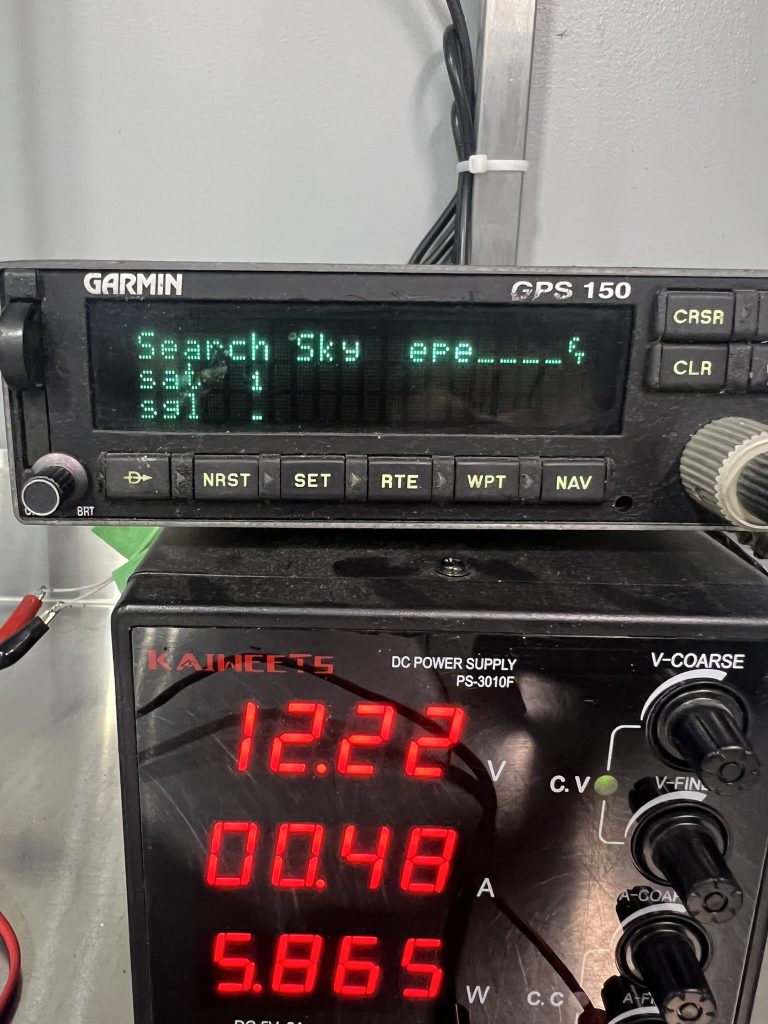 GARMIN GPS 150
CRSR
Search Sky epe____
CLR
sat 1
sgl _
NRST SET RTE WPT NAV
BRT
KAIWEETS DC POWER SUPPLY V-COARSE
PS-3010F
12.22 V
C.V
00.48 A
5.865 W
C.C